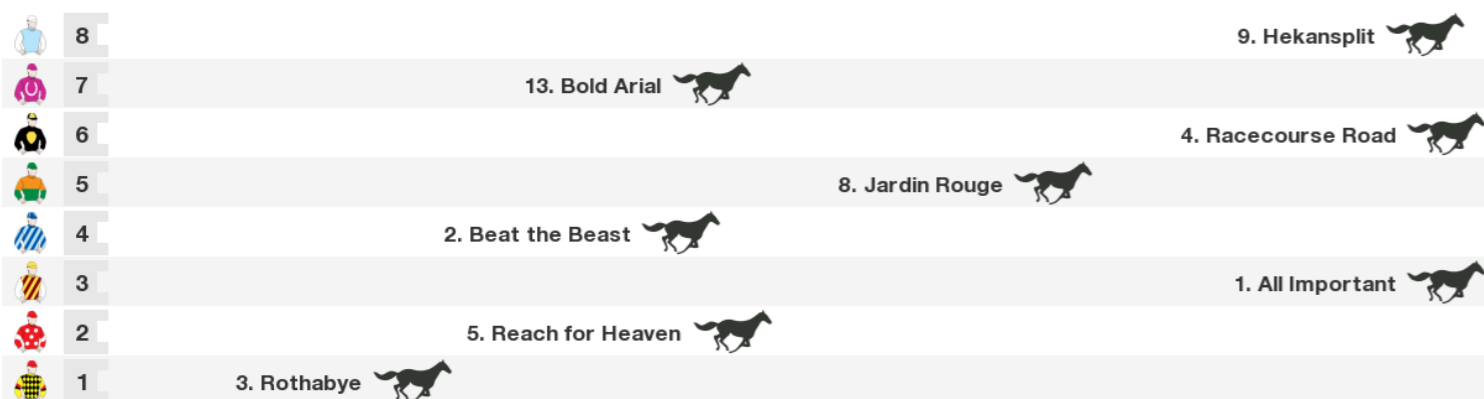 8 9. Hekansplit
7 13. Bold Arial
6 4. Racecourse Road
5 8. Jardin Rouge
4 2. Beat the Beast
3 1. All Important
2 5. Reach for Heaven
1 3. Rothabye